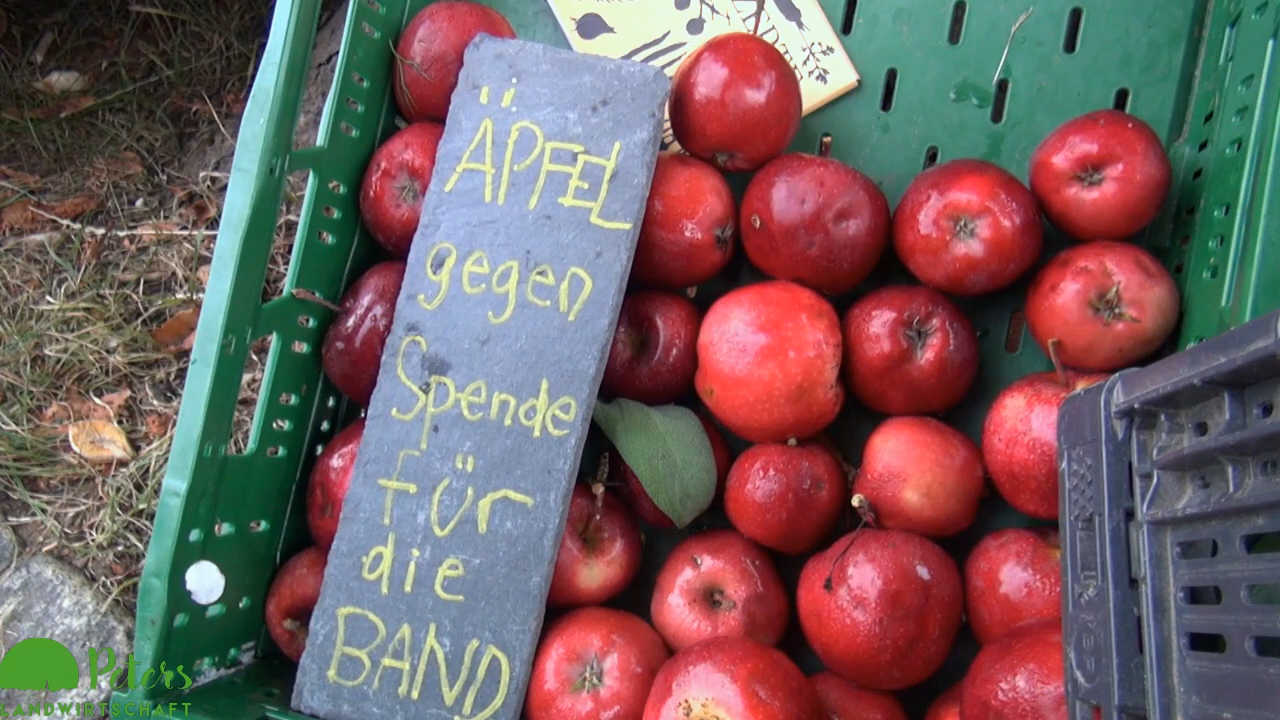 ÄPFEL
gegen
Spende
für
die
BAND
Peters
LANDWIRTSCHAFT